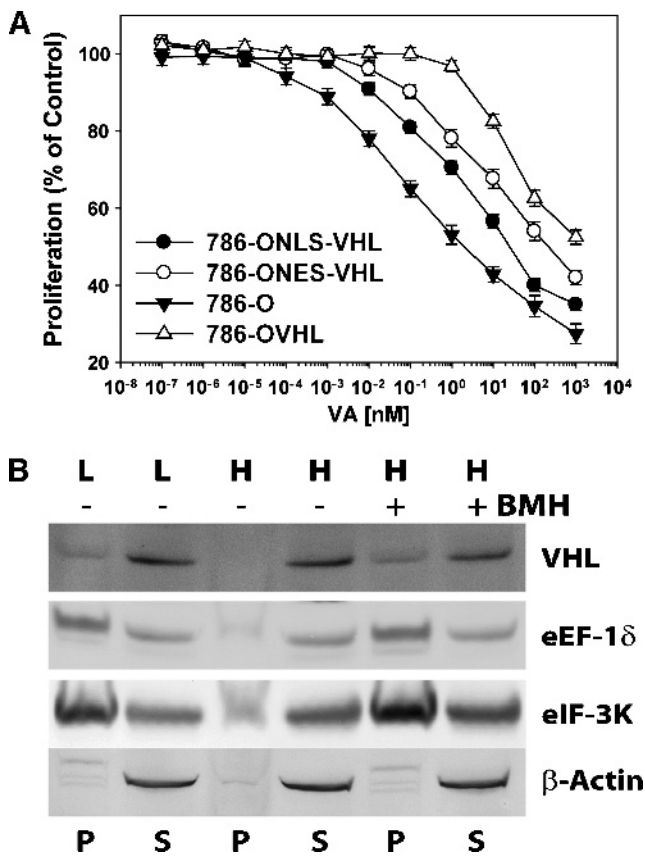 A
Proliferation (% of Control)
100
80
60
40
20
786-ONLS-VHL
786-ONES-VHL
786-O
786-OVHL
10⁻⁸ 10⁻⁷ 10⁻⁶ 10⁻⁵ 10⁻⁴ 10⁻³ 10⁻² 10⁻¹ 10⁰ 10¹ 10² 10³ 10⁴
VA [nM]
B
L L H H H H
- - - - + + BMH
VHL
eEF-1δ
eIF-3K
β-Actin
P S P S P S